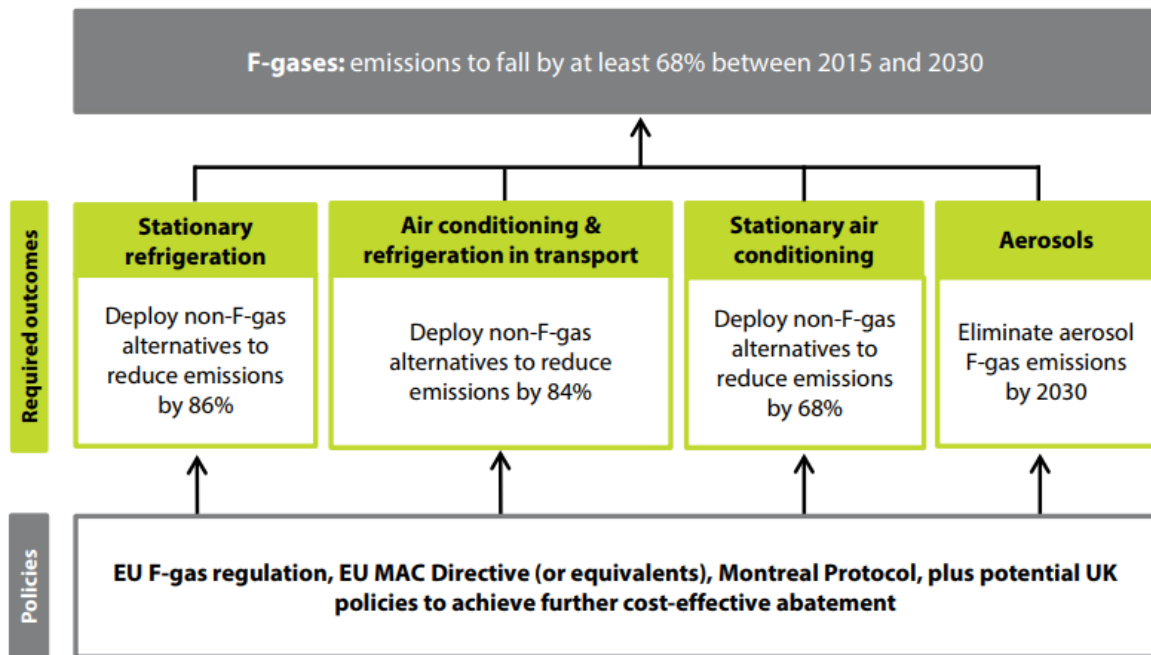 F-gases: emissions to fall by at least 68% between 2015 and 2030
Required outcomes
Stationary
refrigeration
Deploy non-F-gas
alternatives to
reduce emissions
by 86%
Air conditioning &
refrigeration in transport
Deploy non-F-gas
alternatives to reduce
emissions by 84%
Stationary air
conditioning
Deploy non-F-gas
alternatives to
reduce emissions
by 68%
Aerosols
Eliminate aerosol
F-gas emissions
by 2030
Policies
EU F-gas regulation, EU MAC Directive (or equivalents), Montreal Protocol, plus potential UK
policies to achieve further cost-effective abatement